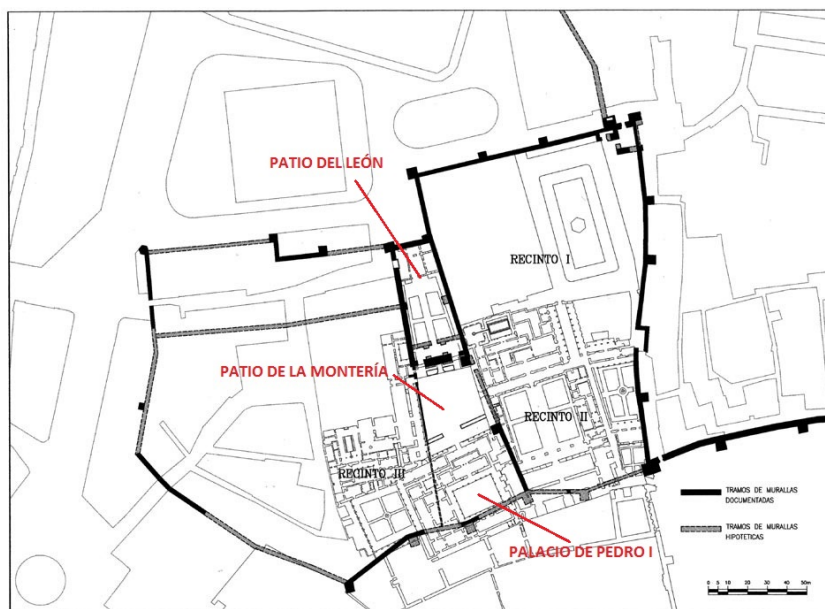 PATIO DEL LEÓN
RECINTO I
PATIO DE LA MONTERÍA
RECINTO II
RECINTO III
TRAMOS DE MURALLAS
DOCUMENTADAS
TRAMOS DE MURALLAS
HIPOTETICAS
PALACIO DE PEDRO I
0 5 10 20 30 40 50m